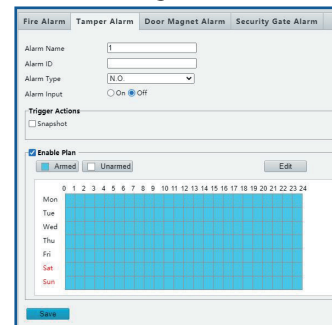 Fire Alarm Tamper Alarm Door Magnet Alarm Security Gate Alarm
Alarm Name 1
Alarm ID
Alarm Type N.O.
Alarm Input On Off
Trigger Actions
Snapshot
Enable Plan
Armed Unarmed Edit
0 1 2 3 4 5 6 7 8 9 10 11 12 13 14 15 16 17 18 19 20 21 22 23 24
Mon
Tue
Wed
Thu
Fri
Sat
Sun
Save